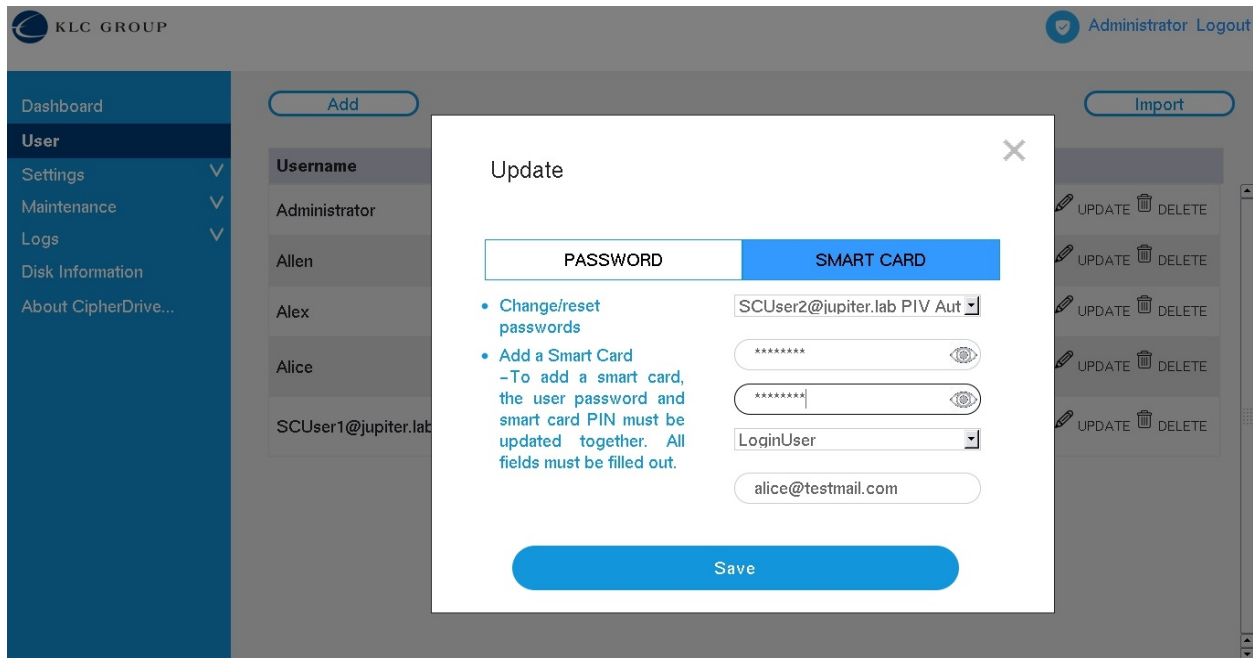 KLC GROUP
Administrator Logout
Dashboard
User
Settings
Maintenance
Logs
Disk Information
About CipherDrive...
Add
Import
Username
Administrator
UPDATE DELETE
Allen
UPDATE DELETE
Alex
UPDATE DELETE
Alice
UPDATE DELETE
SCUser1@jupiter.lab
UPDATE DELETE
Update
PASSWORD
SMART CARD
• Change/reset
passwords
• Add a Smart Card
-To add a smart card,
the user password and
smart card PIN must be
updated together. All
fields must be filled out.
SCUser2@jupiter.lab PIV Aut
********
********
LoginUser
alice@testmail.com
Save